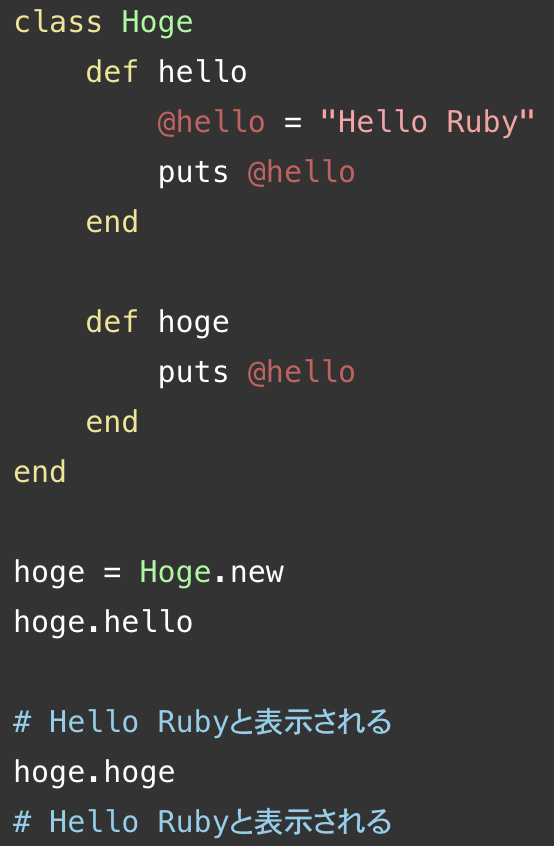 class Hoge
    def hello
        @hello = "Hello Ruby"
        puts @hello
    end

    def hoge
        puts @hello
    end
end

hoge = Hoge.new
hoge.hello

# Hello Rubyと表示される
hoge.hoge
# Hello Rubyと表示される